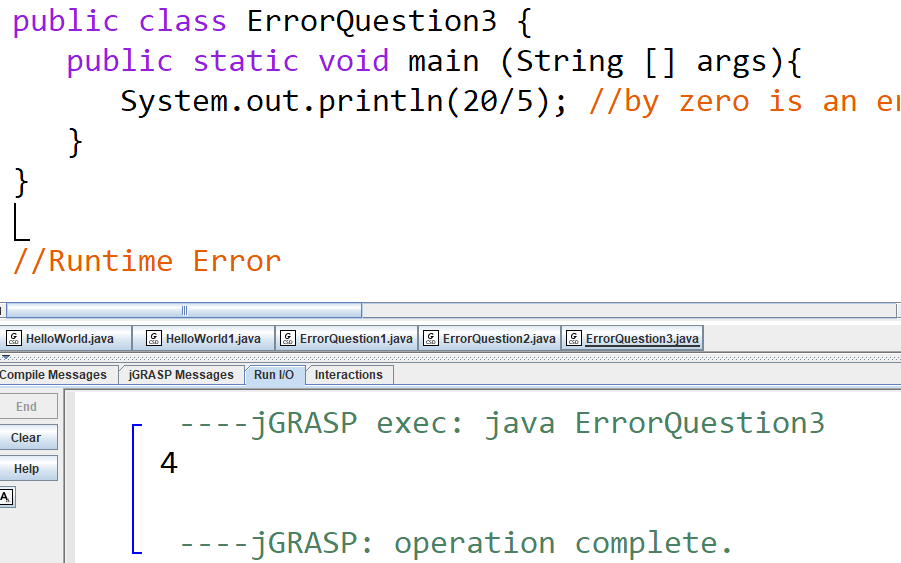 public class ErrorQuestion3 {
public static void main (String [] args){
System.out.println(20/5); //by zero is an
}
}
//Runtime Error
HelloWorld.java HelloWorld1.java ErrorQuestion1.java ErrorQuestion2.java ErrorQuestion3.java
Compile Messages jGRASP Messages Run I/O Interactions
End
Clear
Help
----jGRASP exec: java ErrorQuestion3
4
----jGRASP: operation complete.